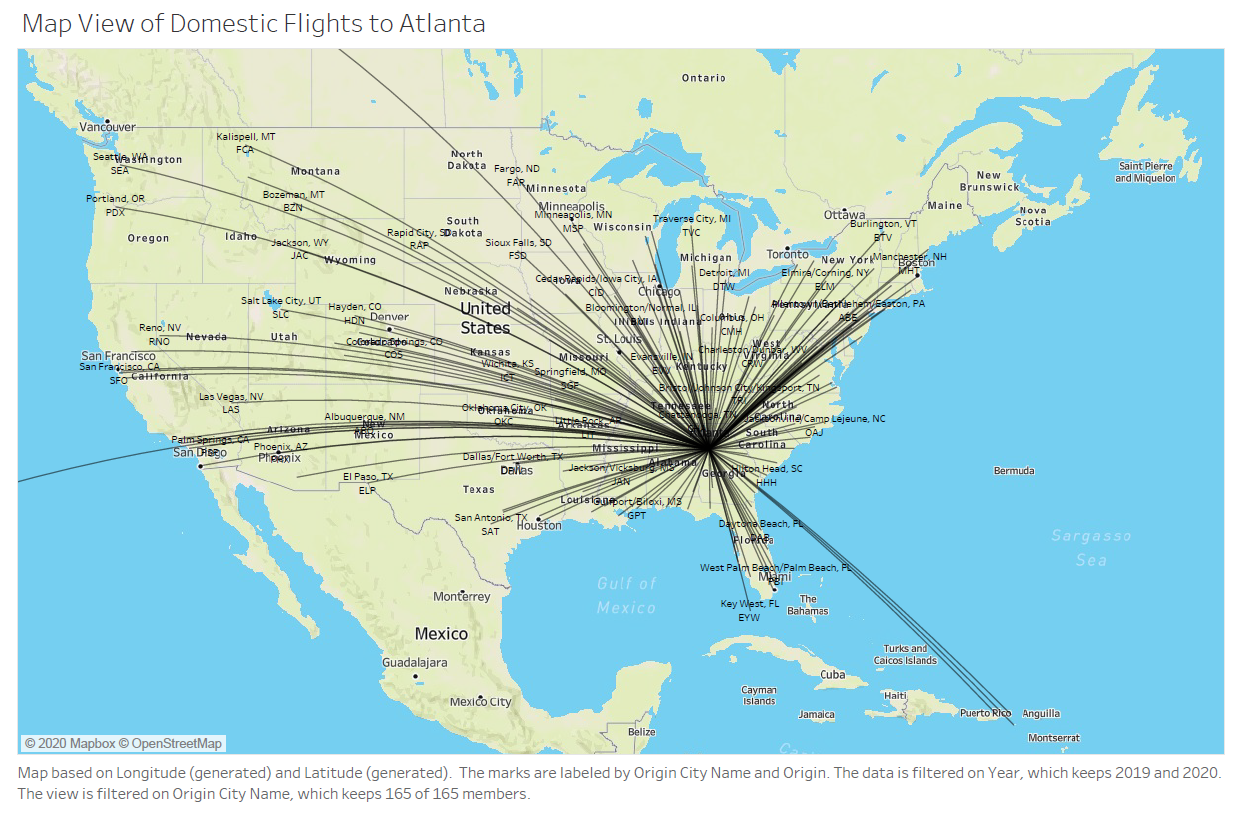 Map View of Domestic Flights to Atlanta
Ontario
Vancouver
Kalispell, MT
FCA
Seattle, WA
Washington
SEA
North
Dakota
Fargo, ND
FAR
Montana
Minnesota
Saint Pierre
and Miquelon
New
Brunswick
Portland, OR
PDX
Bozeman, MT
BZN
Minneapolis
Minneapolis, MN
MSP
Wisconsin
Traverse City, MI
TVC
Ottawa
Burlington, VT
BTV
Maine
Nova
Scotia
Oregon
Idaho
Jackson, WY
JAC
Wyoming
Rapid City, SD
RAP
South
Dakota
Sioux Falls, SD
FSD
Michigan
Toronto
New York
Manchester, NH
MHT
Boston
Detroit, MI
DTW
Elmira/Corning, NY
ELM
Nebraska
Cedar Rapids/Iowa City, IA
Iowa
CID
Chicago
Salt Lake City, UT
SLC
Hayden, CO
HDN
Denver
United
States
Bloomington/Normal, IL
Illinois
Indiana
Columbus, OH
Ohio
CMH
Pennsylvania
Allentown/Bethlehem/Easton, PA
ABE
Reno, NV
RNO
Nevada
Utah
Colorado
Colorado Springs, CO
COS
St. Louis
San Francisco
San Francisco, CA
SFO
California
Kansas
Wichita, KS
ICT
Missouri
Springfield, MO
SGF
Evansville, IN
EVV
Kentucky
Charleston/Dunbar, WV
CRW
West
Virginia
Las Vegas, NV
LAS
Bristol/Johnson City/Kingsport, TN
TRI
Albuquerque, NM
ABQ
New
Mexico
Arizona
Oklahoma City, OK
Oklahoma
OKC
Little Rock, AR
Arkansas
LIT
Tennessee
Chattanooga, TN
North
Carolina
Jacksonville/Camp Lejeune, NC
OAJ
Palm Springs, CA
PSP
San Diego
Phoenix, AZ
Phoenix
PHX
Dallas/Fort Worth, TX
Dallas
DFW
Mississippi
South
Carolina
El Paso, TX
ELP
Texas
Jackson/Vicksburg, MS
JAN
Alabama
Georgia
Hilton Head, SC
HHH
Bermuda
Louisiana
Gulfport/Biloxi, MS
GPT
San Antonio, TX
SAT
Houston
Daytona Beach, FL
DAB
Florida
Sargasso
Sea
West Palm Beach/Palm Beach, FL
PBI
Miami
Gulf of
Mexico
Key West, FL
EYW
The
Bahamas
Monterrey
Mexico
Guadalajara
Mexico City
Turks and
Caicos Islands
Cuba
Cayman
Islands
Haiti
Jamaica
Puerto Rico
Anguilla
Montserrat
Belize
© 2020 Mapbox © OpenStreetMap
Map based on Longitude (generated) and Latitude (generated). The marks are labeled by Origin City Name and Origin. The data is filtered on Year, which keeps 2019 and 2020.
The view is filtered on Origin City Name, which keeps 165 of 165 members.